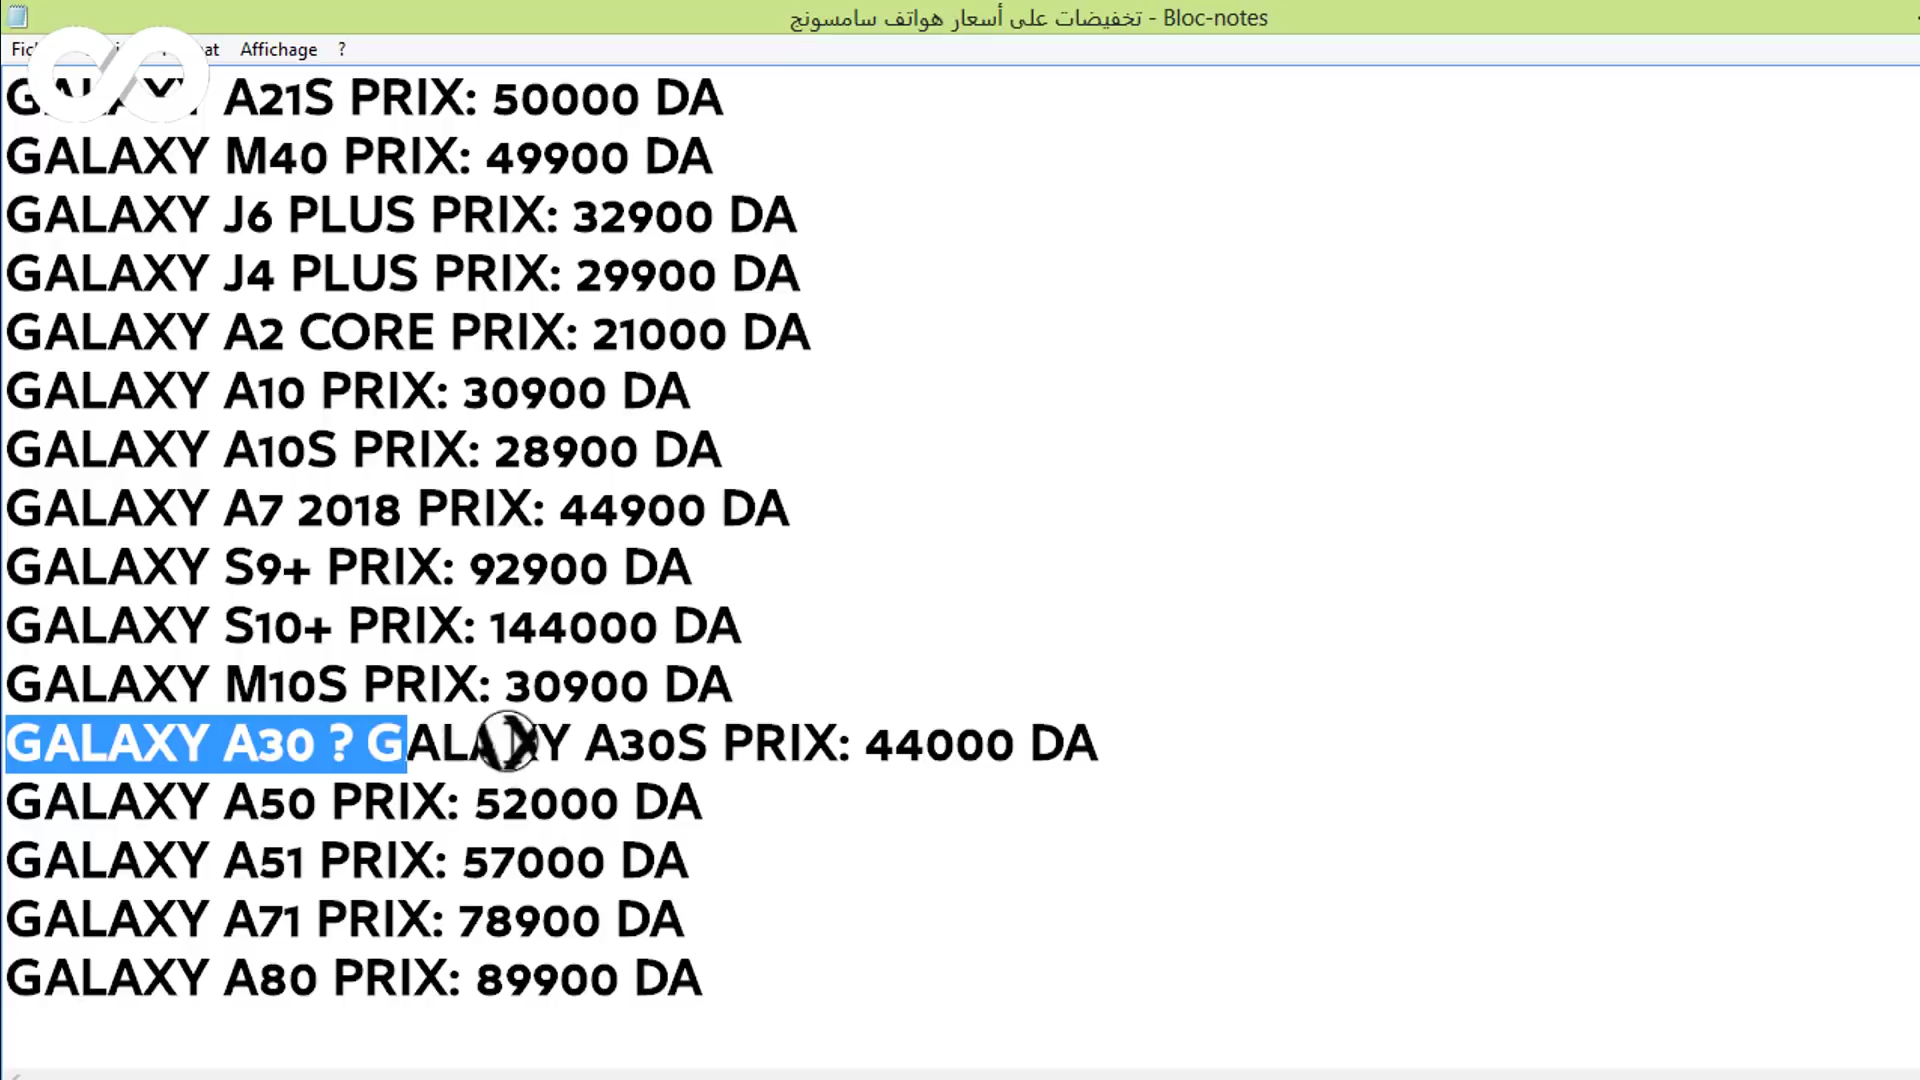 تخفيضات على أسعار هواتف سامسونج - Bloc-notes
Affichage ?
GALAXY A21S PRIX: 50000 DA
GALAXY M40 PRIX: 49900 DA
GALAXY J6 PLUS PRIX: 32900 DA
GALAXY J4 PLUS PRIX: 29900 DA
GALAXY A2 CORE PRIX: 21000 DA
GALAXY A10 PRIX: 30900 DA
GALAXY A10S PRIX: 28900 DA
GALAXY A7 2018 PRIX: 44900 DA
GALAXY S9+ PRIX: 92900 DA
GALAXY S10+ PRIX: 144000 DA
GALAXY M10S PRIX: 30900 DA
GALAXY A30 ? GALAXY A30S PRIX: 44000 DA
GALAXY A50 PRIX: 52000 DA
GALAXY A51 PRIX: 57000 DA
GALAXY A71 PRIX: 78900 DA
GALAXY A80 PRIX: 89900 DA